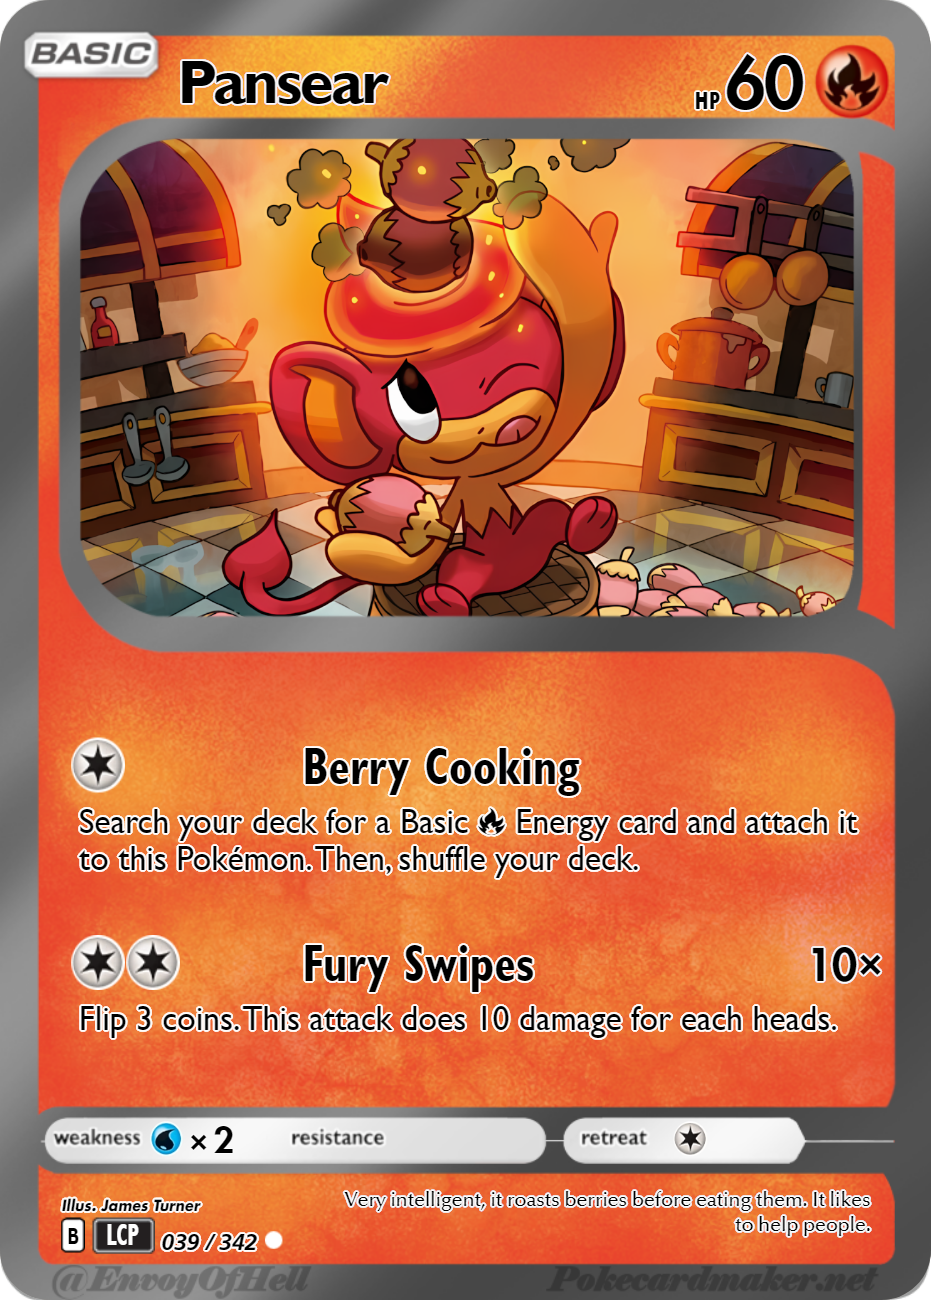 BASIC
Pansear
HP 60
Berry Cooking
Search your deck for a Basic Energy card and attach it
to this Pokémon. Then, shuffle your deck.
Fury Swipes 10×
Flip 3 coins. This attack does 10 damage for each heads.
weakness × 2 resistance retreat
Illus. James Turner
Very intelligent, it roasts berries before eating them. It likes
to help people.
B LCP 039 / 342
@EnvoyOfHell Pokecardmaker.net